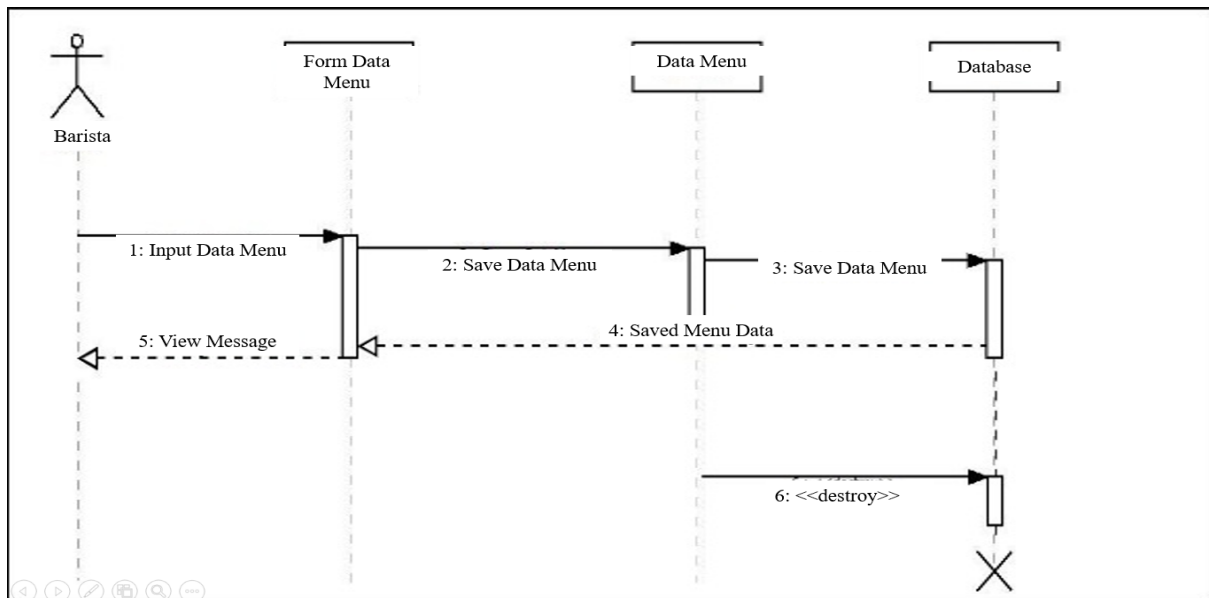 Form Data
Menu
Data Menu
Database
Barista
1: Input Data Menu
2: Save Data Menu
3: Save Data Menu
4: Saved Menu Data
5: View Message
6: <<destroy>>